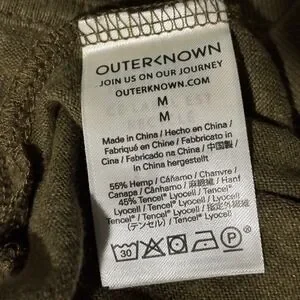 OUTERKNOWN
JOIN US ON OUR JOURNEY
OUTERKNOWN.COM
M
M
Made in China / Hecho en China /
Fabriqué en Chine / Made in
Cina / Fabricado na China / 中国製 /
in China hergestellt
55% Hemp / Cáñamo / Chanvre /
Canapa / Cânhamo / 麻繊維 / Hanf
45% Tencel® Lyocell / Tencel®
Lyocell / Tencel® Lyocell / Tencel®
Lyocell / Tencel® Lyocell /
(テンセル) / Tencel® Lyocell
30
P